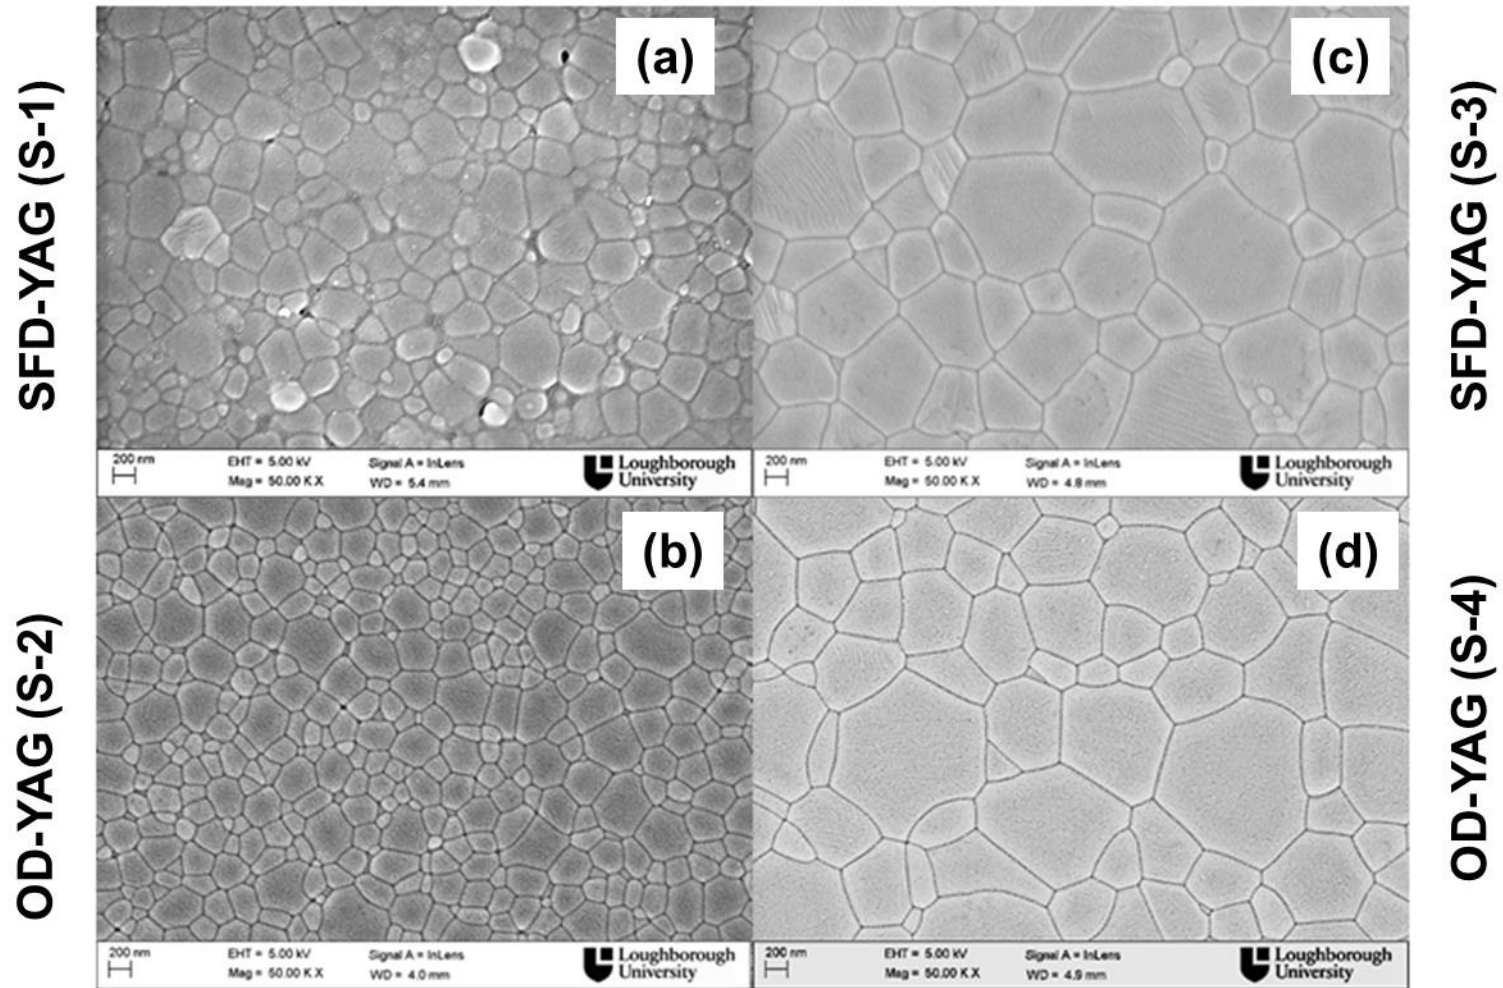 SFD-YAG (S-1)
(a)
200 nm
EHT = 5.00 kV
Signal A = InLens
Mag = 50.00 K X
WD = 5.4 mm
Loughborough
University
(c)
SFD-YAG (S-3)
200 nm
EHT = 5.00 kV
Signal A = InLens
Mag = 50.00 K X
WD = 4.8 mm
Loughborough
University
OD-YAG (S-2)
(b)
200 nm
EHT = 5.00 kV
Signal A = InLens
Mag = 50.00 K X
WD = 4.0 mm
Loughborough
University
(d)
OD-YAG (S-4)
200 nm
EHT = 5.00 kV
Signal A = InLens
Mag = 50.00 K X
WD = 4.9 mm
Loughborough
University